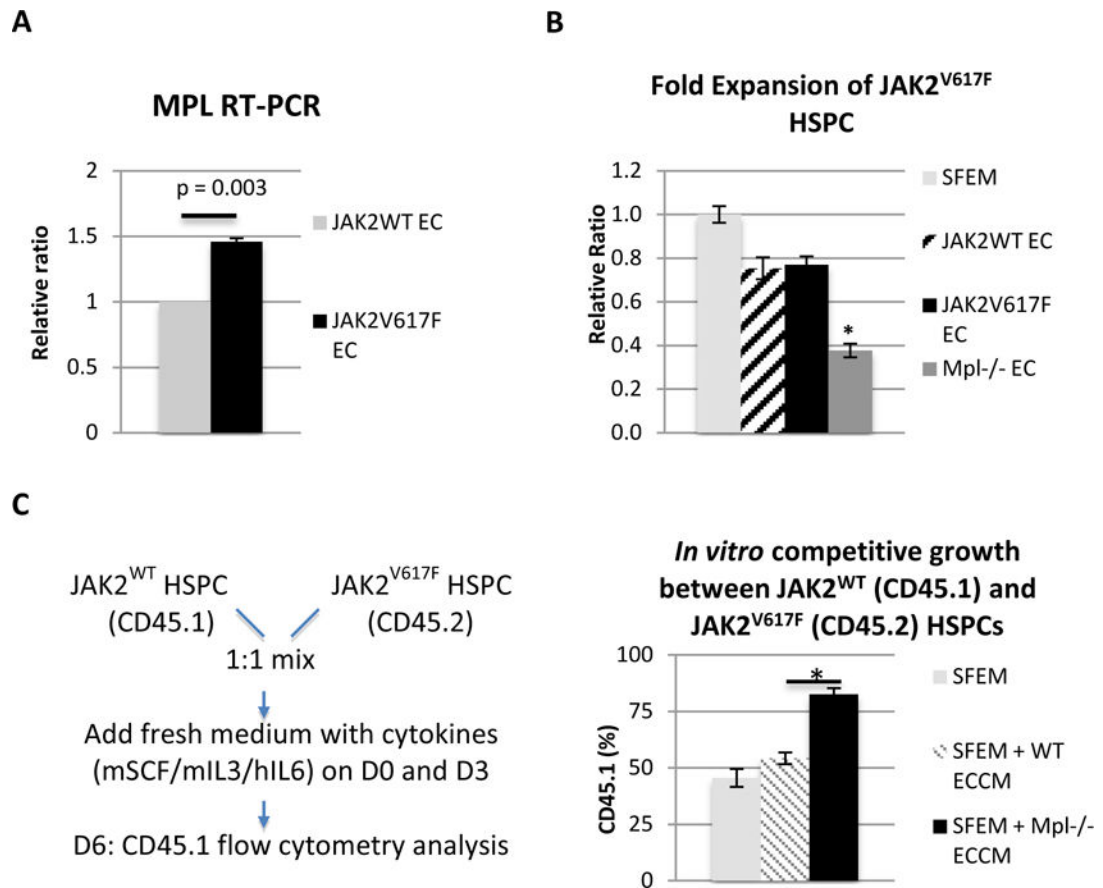 A
MPL RT-PCR
Relative ratio
2
1.5
1
0.5
0
p = 0.003
JAK2WT EC
JAK2V617F
EC
B
Fold Expansion of JAK2V617F
HSPC
Relative Ratio
1.2
1.0
0.8
0.6
0.4
0.2
0.0
*
SFEM
JAK2WT EC
JAK2V617F
EC
Mpl-/- EC
C
JAK2WT HSPC
(CD45.1)
JAK2V617F HSPC
(CD45.2)
1:1 mix
Add fresh medium with cytokines
(mSCF/mIL3/hIL6) on D0 and D3
D6: CD45.1 flow cytometry analysis
In vitro competitive growth
between JAK2WT (CD45.1) and
JAK2V617F (CD45.2) HSPCs
CD45.1 (%)
100
75
50
25
0
*
SFEM
SFEM + WT
ECCM
SFEM + Mpl-/-
ECCM